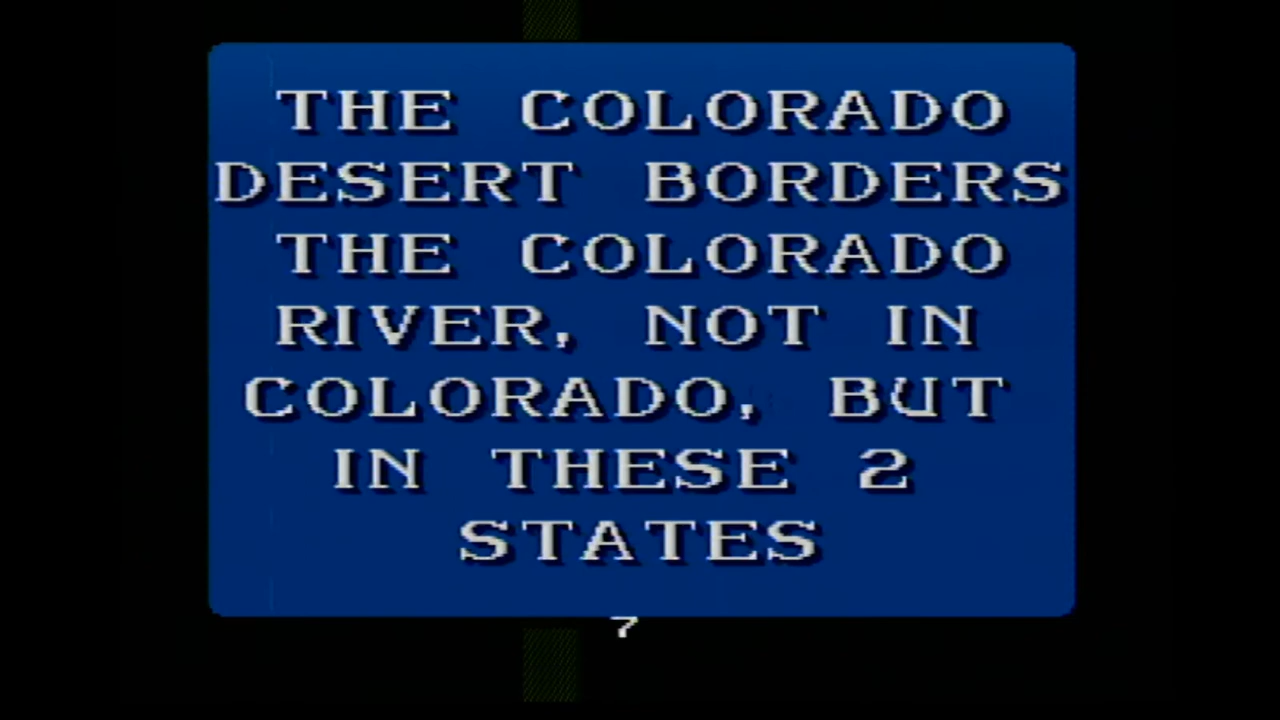 THE COLORADO
DESERT BORDERS
THE COLORADO
RIVER, NOT IN
COLORADO, BUT
IN THESE 2
STATES
7